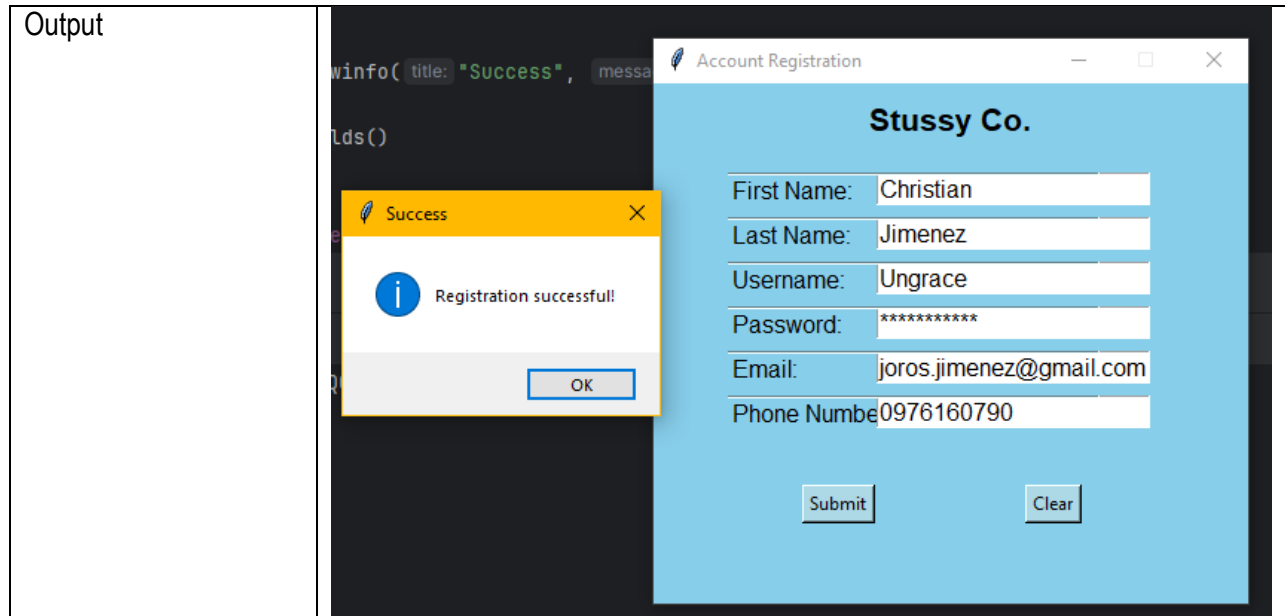 Output
winfo( title: "Success", messa
lds()
Account Registration
Stussy Co.
First Name: Christian
Last Name: Jimenez
Username: Ungrace
Password: ***********
Email: joros.jimenez@gmail.com
Phone Numbe 0976160790
Submit Clear
Success
Registration successful!
OK